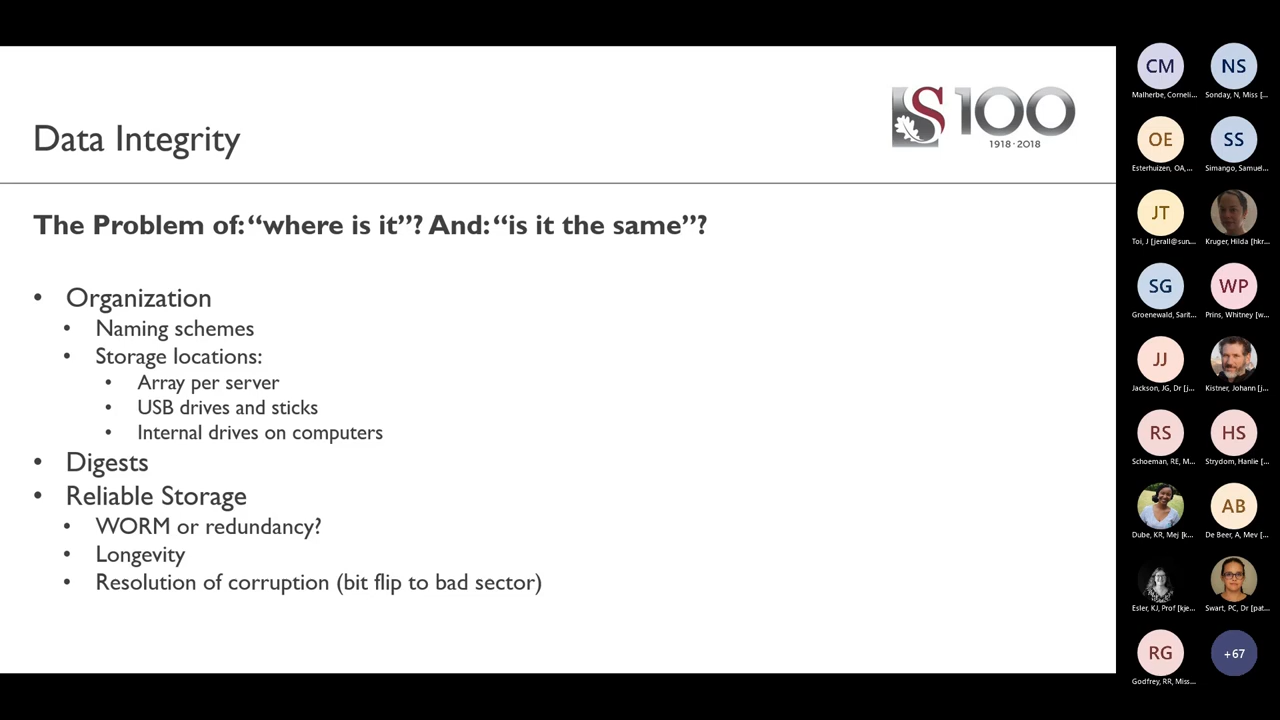 Data Integrity
S100
1918 · 2018
The Problem of: “where is it”? And: “is it the same”?
• Organization
• Naming schemes
• Storage locations:
• Array per server
• USB drives and sticks
• Internal drives on computers
• Digests
• Reliable Storage
• WORM or redundancy?
• Longevity
• Resolution of corruption (bit flip to bad sector)
CM NS
Malherbe, Corneli... Sonday, N, Miss [...
OE SS
Esterhuizen, OA,... Simango, Samuel...
JT
Toi, J [jerall@sun... Kruger, Hilda [hkr...
SG WP
Groenewald, Sarit... Prins, Whitney [w...
JJ
Jackson, JG, Dr [j... Kistner, Johann [j...
RS HS
Schoeman, RE, M... Strydom, Hanlie [...
AB
Dube, KR, Mej [k... De Beer, A, Mev [...
Esler, KJ, Prof [kje... Swart, PC, Dr [pat...
RG +67
Godfrey, RR, Miss...